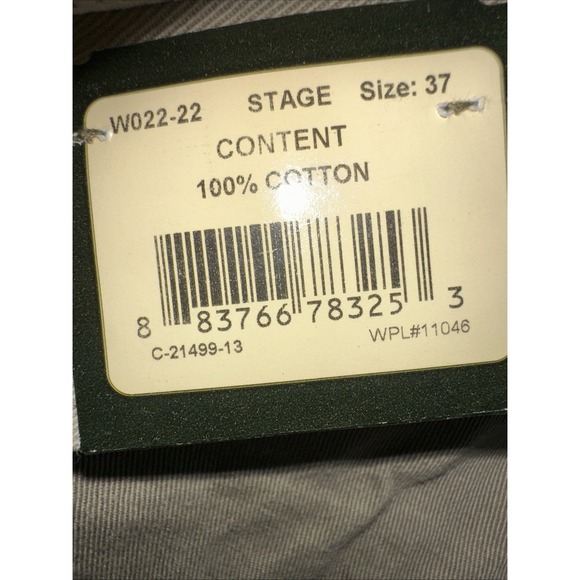 W022-22 STAGE Size: 37
CONTENT
100% COTTON
8 83766 78325 3
C-21499-13 WPL#11046